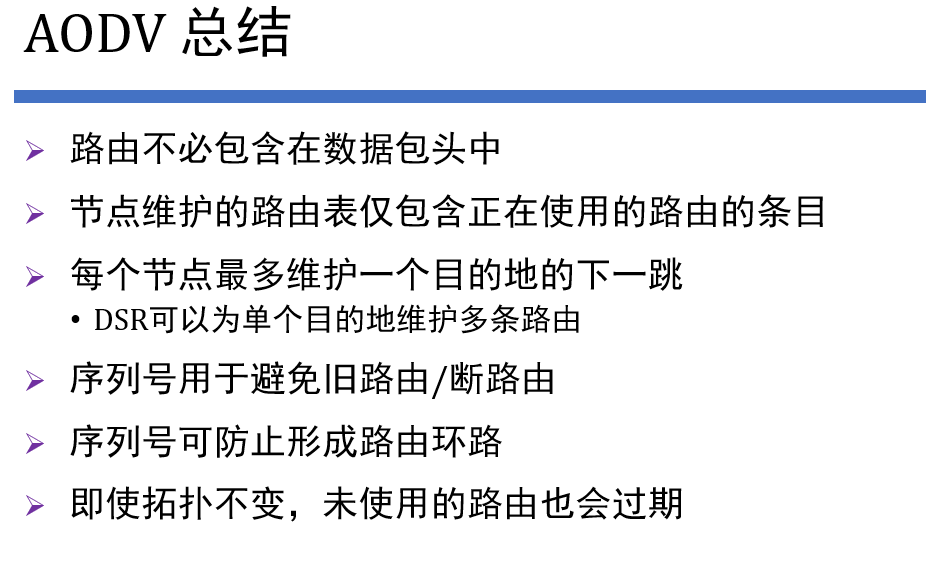 AODV 总结
路由不必包含在数据包头中
节点维护的路由表仅包含正在使用的路由的条目
每个节点最多维护一个目的地的下一跳
• DSR可以为单个目的地维护多条路由
序列号用于避免旧路由/断路由
序列号可防止形成路由环路
即使拓扑不变，未使用的路由也会过期